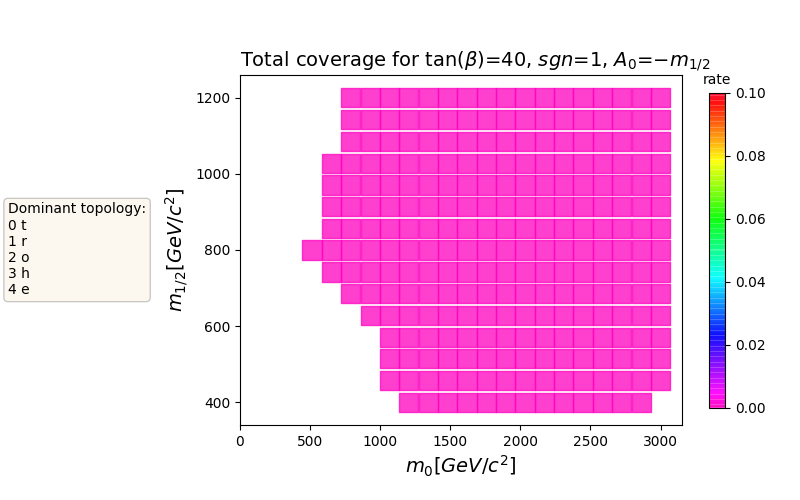 Total coverage for tan(β)=40, sgn=1, A₀=−m₁/₂
rate
0.10
0.08
0.06
0.04
0.02
0.00
Dominant topology:
0 t
1 r
2 o
3 h
4 e
m₁/₂[GeV/c²]
1200
1000
800
600
400
0 500 1000 1500 2000 2500 3000
m₀[GeV/c²]